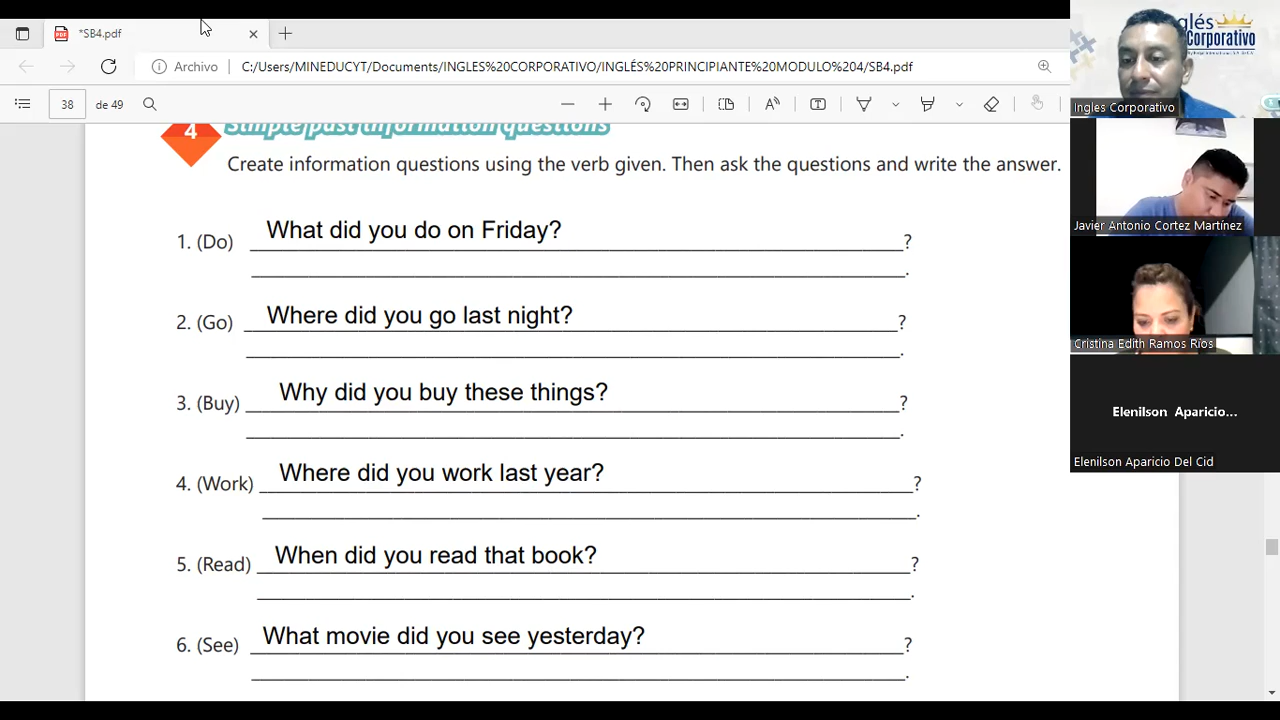 *SB4.pdf
Archivo
C:/Users/MINEDUCYT/Documents/INGLES%20CORPORATIVO/INGLÉS%20PRINCIPIANTE%20MODULO%204/SB4.pdf
38 de 49
4 Simple past information questions
Create information questions using the verb given. Then ask the questions and write the answer.
1. (Do) What did you do on Friday? ?
2. (Go) Where did you go last night? ?
3. (Buy) Why did you buy these things? ?
4. (Work) Where did you work last year? ?
5. (Read) When did you read that book? ?
6. (See) What movie did you see yesterday? ?
Inglés
Corporativo
Ingles Corporativo
Javier Antonio Cortez Martínez
Cristina Edith Ramos Rïos
Elenilson Aparicio...
Elenilson Aparicio Del Cid